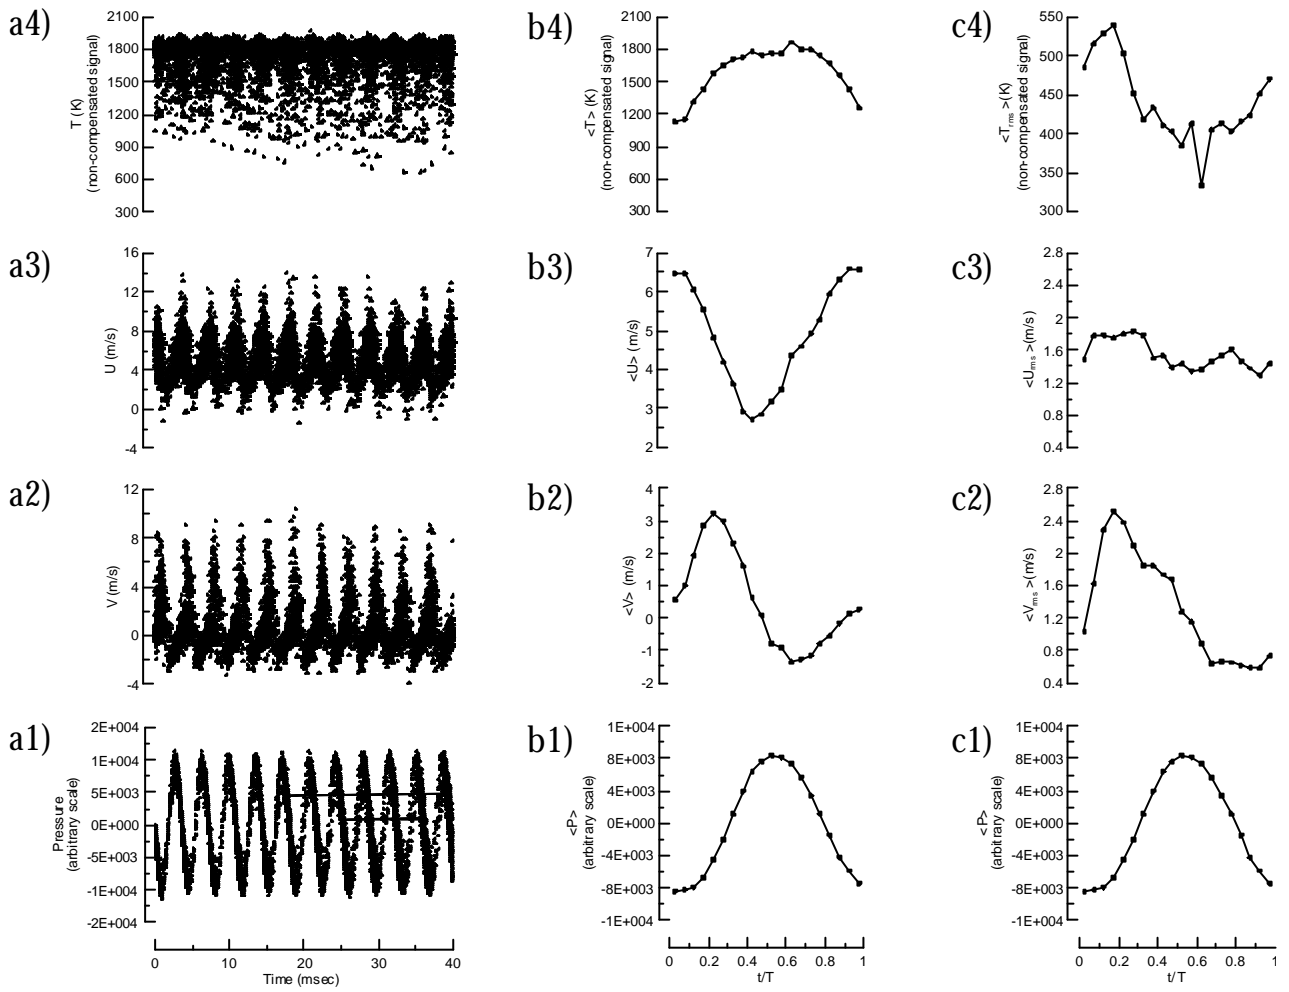 a4)
2100
1800
1500
1200
900
600
300
T (K)
(non-compensated signal)
b4)
2100
1800
1500
1200
900
600
300
<T> (K)
(non-compensated signal)
c4)
550
500
450
400
350
300
<Trms >(K)
(non-compensated signal)
a3)
16
12
8
4
0
-4
U (m/s)
b3)
7
6
5
4
3
2
<U> (m/s)
c3)
2.8
2.4
2
1.6
1.2
0.8
0.4
<Urms >(m/s)
a2)
12
8
4
0
-4
V (m/s)
b2)
4
3
2
1
0
-1
-2
<V> (m/s)
c2)
2.8
2.4
2
1.6
1.2
0.8
0.4
<Vrms >(m/s)
a1)
2E+004
1E+004
5E+003
0E+000
-5E+003
-1E+004
-2E+004
Pressure
(arbitrary scale)
0 10 20 30 40
Time (msec)
b1)
1E+004
8E+003
4E+003
0E+000
-4E+003
-8E+003
-1E+004
<P>
(arbitrary scale)
0 0.2 0.4 0.6 0.8 1
t/T
c1)
1E+004
8E+003
4E+003
0E+000
-4E+003
-8E+003
-1E+004
<P>
(arbitrary scale)
0 0.2 0.4 0.6 0.8 1
t/T